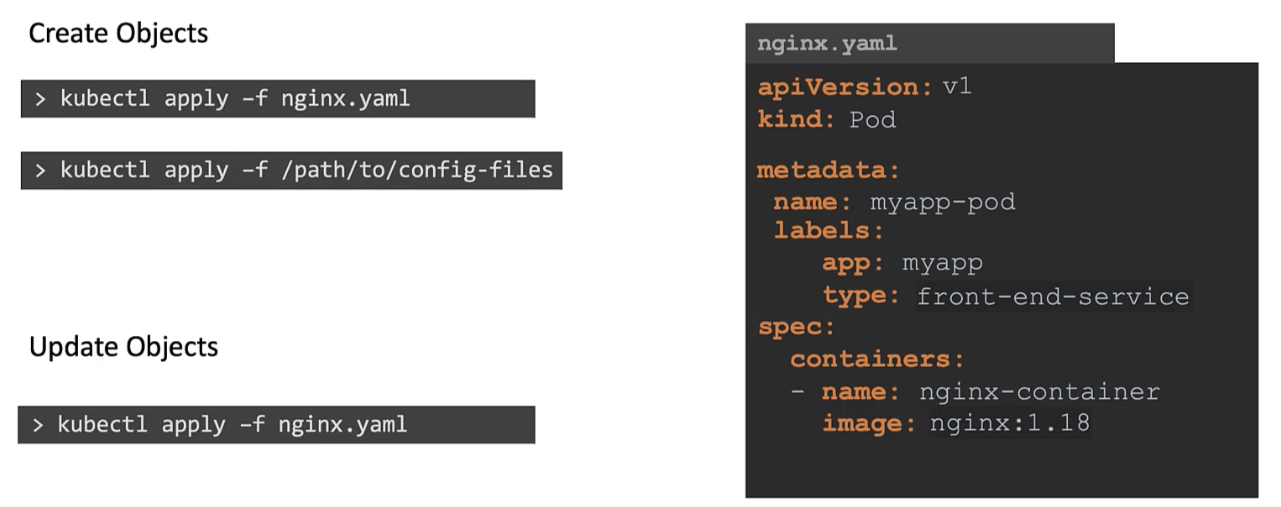 Create Objects
> kubectl apply –f nginx.yaml
> kubectl apply –f /path/to/config-files
Update Objects
> kubectl apply –f nginx.yaml
nginx.yaml
apiVersion: v1
kind: Pod
metadata:
name: myapp-pod
labels:
app: myapp
type: front-end-service
spec:
containers:
- name: nginx-container
image: nginx:1.18